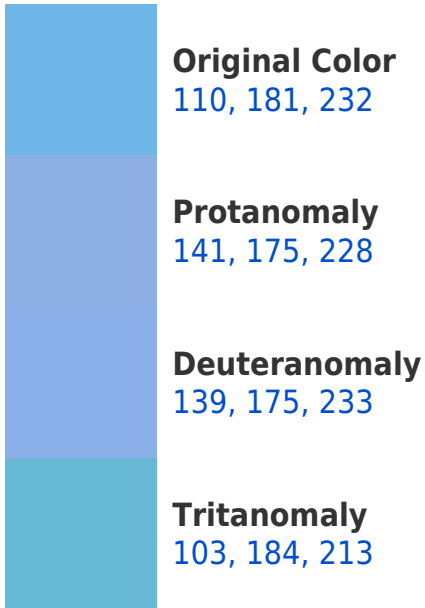 Original Color
110, 181, 232
Protanomaly
141, 175, 228
Deuteranomaly
139, 175, 233
Tritanomaly
103, 184, 213